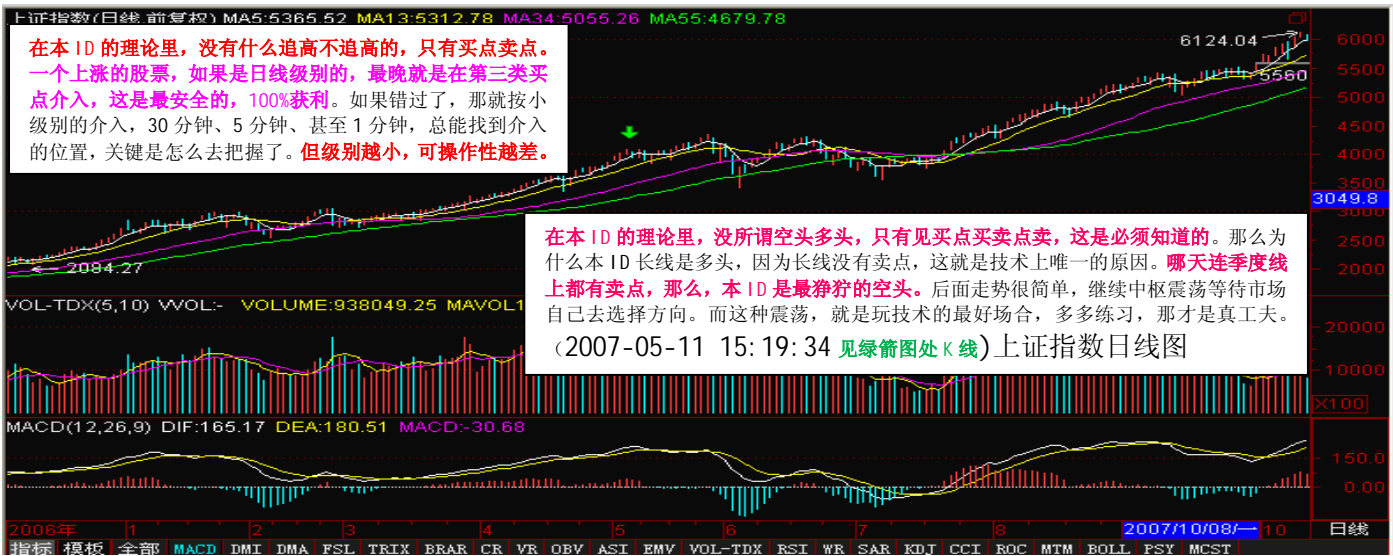 上证指数(日线.前复权) MA5:5365.52 MA13:5312.78 MA34:5055.26 MA55:4679.78
在本 ID 的理论里，没有什么追高不追高的，只有买点卖点。
一个上涨的股票，如果是日线级别的，最晚就是在第三类买
点介入，这是最安全的，100%获利。如果错过了，那就按小
级别的介入，30 分钟、5 分钟、甚至 1 分钟，总能找到介入
的位置，关键是怎么去把握了。但级别越小，可操作性越差。
6124.04
6000
5560
5500
5000
4500
4000
3500
3049.8
3000
2500
2000
2084.27
在本 ID 的理论里，没所谓空头多头，只有见买点买卖点卖，这是必须知道的。那么为
什么本 ID 长线是多头，因为长线没有卖点，这就是技术上唯一的原因。哪天连季度线
上都有卖点，那么，本 ID 是最狰狞的空头。后面走势很简单，继续中枢震荡等待市场
自己去选择方向。而这种震荡，就是玩技术的最好场合，多多练习，那才是真工夫。
（2007-05-11 15:19:34 见绿箭图处 K 线)上证指数日线图
VOL-TDX(5,10) VVOL:- VOLUME:938049.25 MAVOL1
20000
10000
X100
MACD(12,26,9) DIF:165.17 DEA:180.51 MACD:-30.68
150.0
0.00
2006年 1 2 3 4 5 6 7 8 2007/10/08/一 10 日线
指标 模板 全部 MACD DMI DMA FSL TRIX BRAR CR VR OBV ASI EMV VOL-TDX RSI WR SAR KDJ CCI ROC MTM BOLL PSY MCST